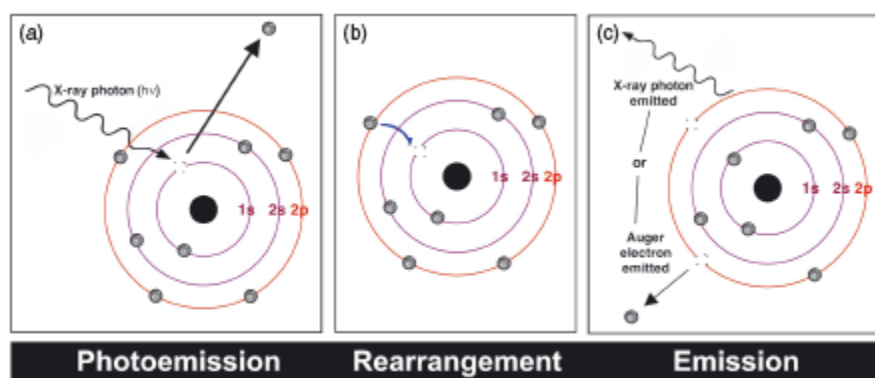 (a)
X-ray photon (hν)
1s 2s 2p
Photoemission
(b)
1s 2s 2p
Rearrangement
(c)
X-ray photon
emitted
or
Auger
electron
emitted
1s 2s 2p
Emission